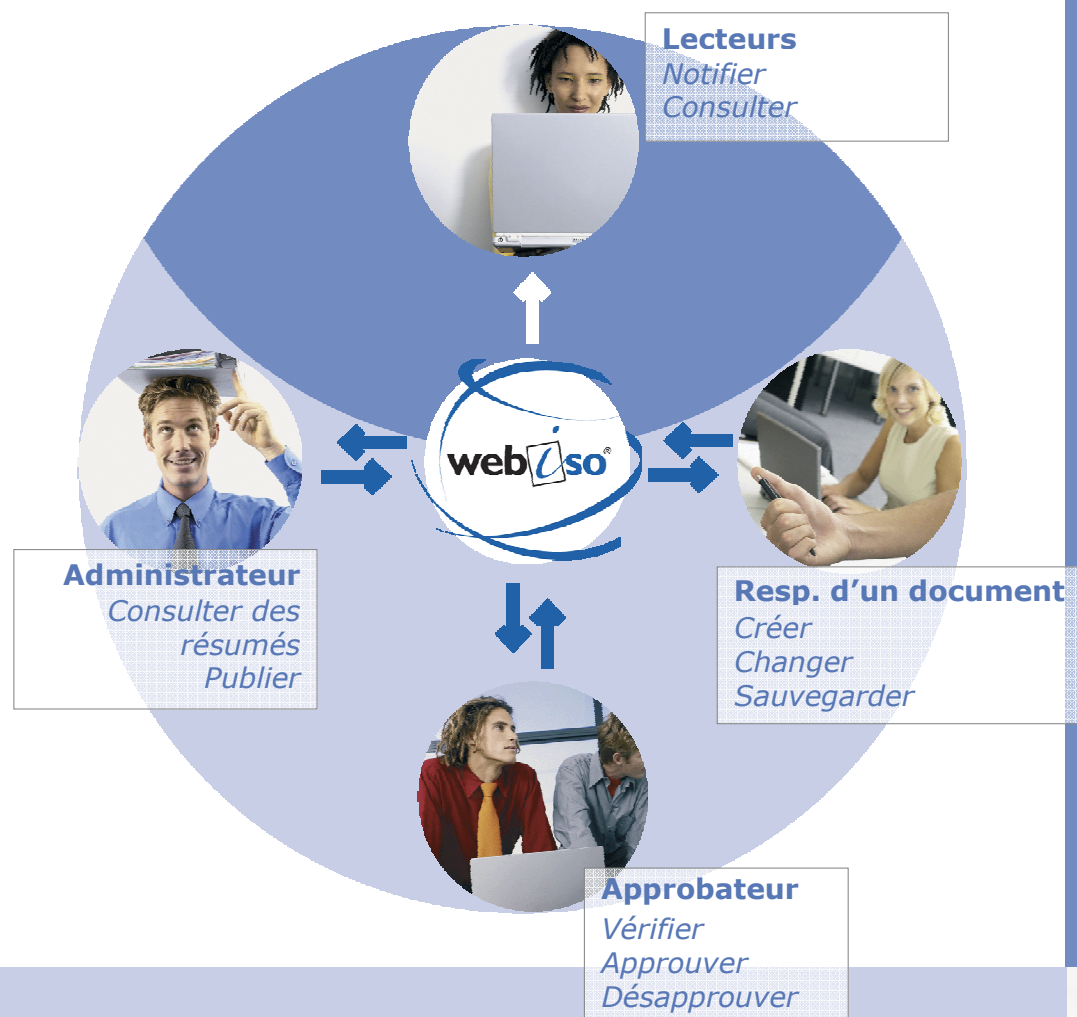 Lecteurs
Notifier
Consulter
webiso®
Administrateur
Consulter des
résumés
Publier
Resp. d'un document
Créer
Changer
Sauvegarder
Approbateur
Vérifier
Approuver
Désapprouver